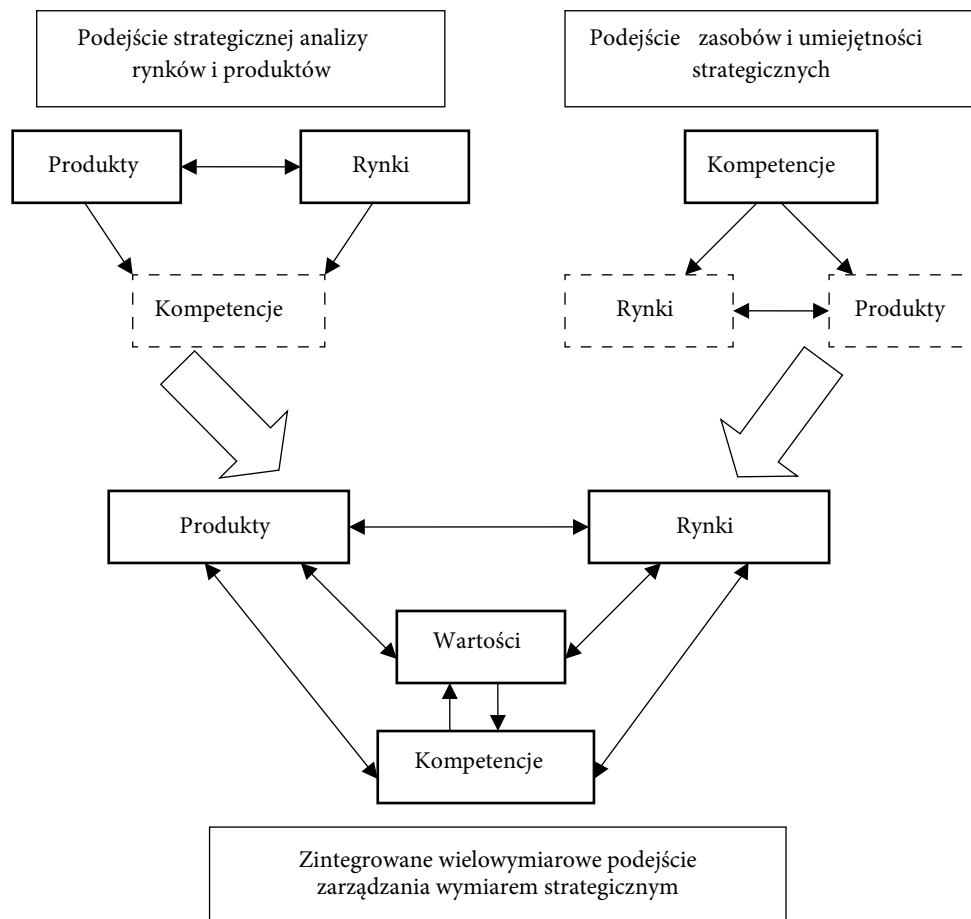 Podejście strategicznej analizy
rynków i produktów
Podejście zasobów i umiejętności
strategicznych
Produkty
Rynki
Kompetencje
Kompetencje
Rynki
Produkty
Produkty
Rynki
Wartości
Kompetencje
Zintegrowane wielowymiarowe podejście
zarządzania wymiarem strategicznym